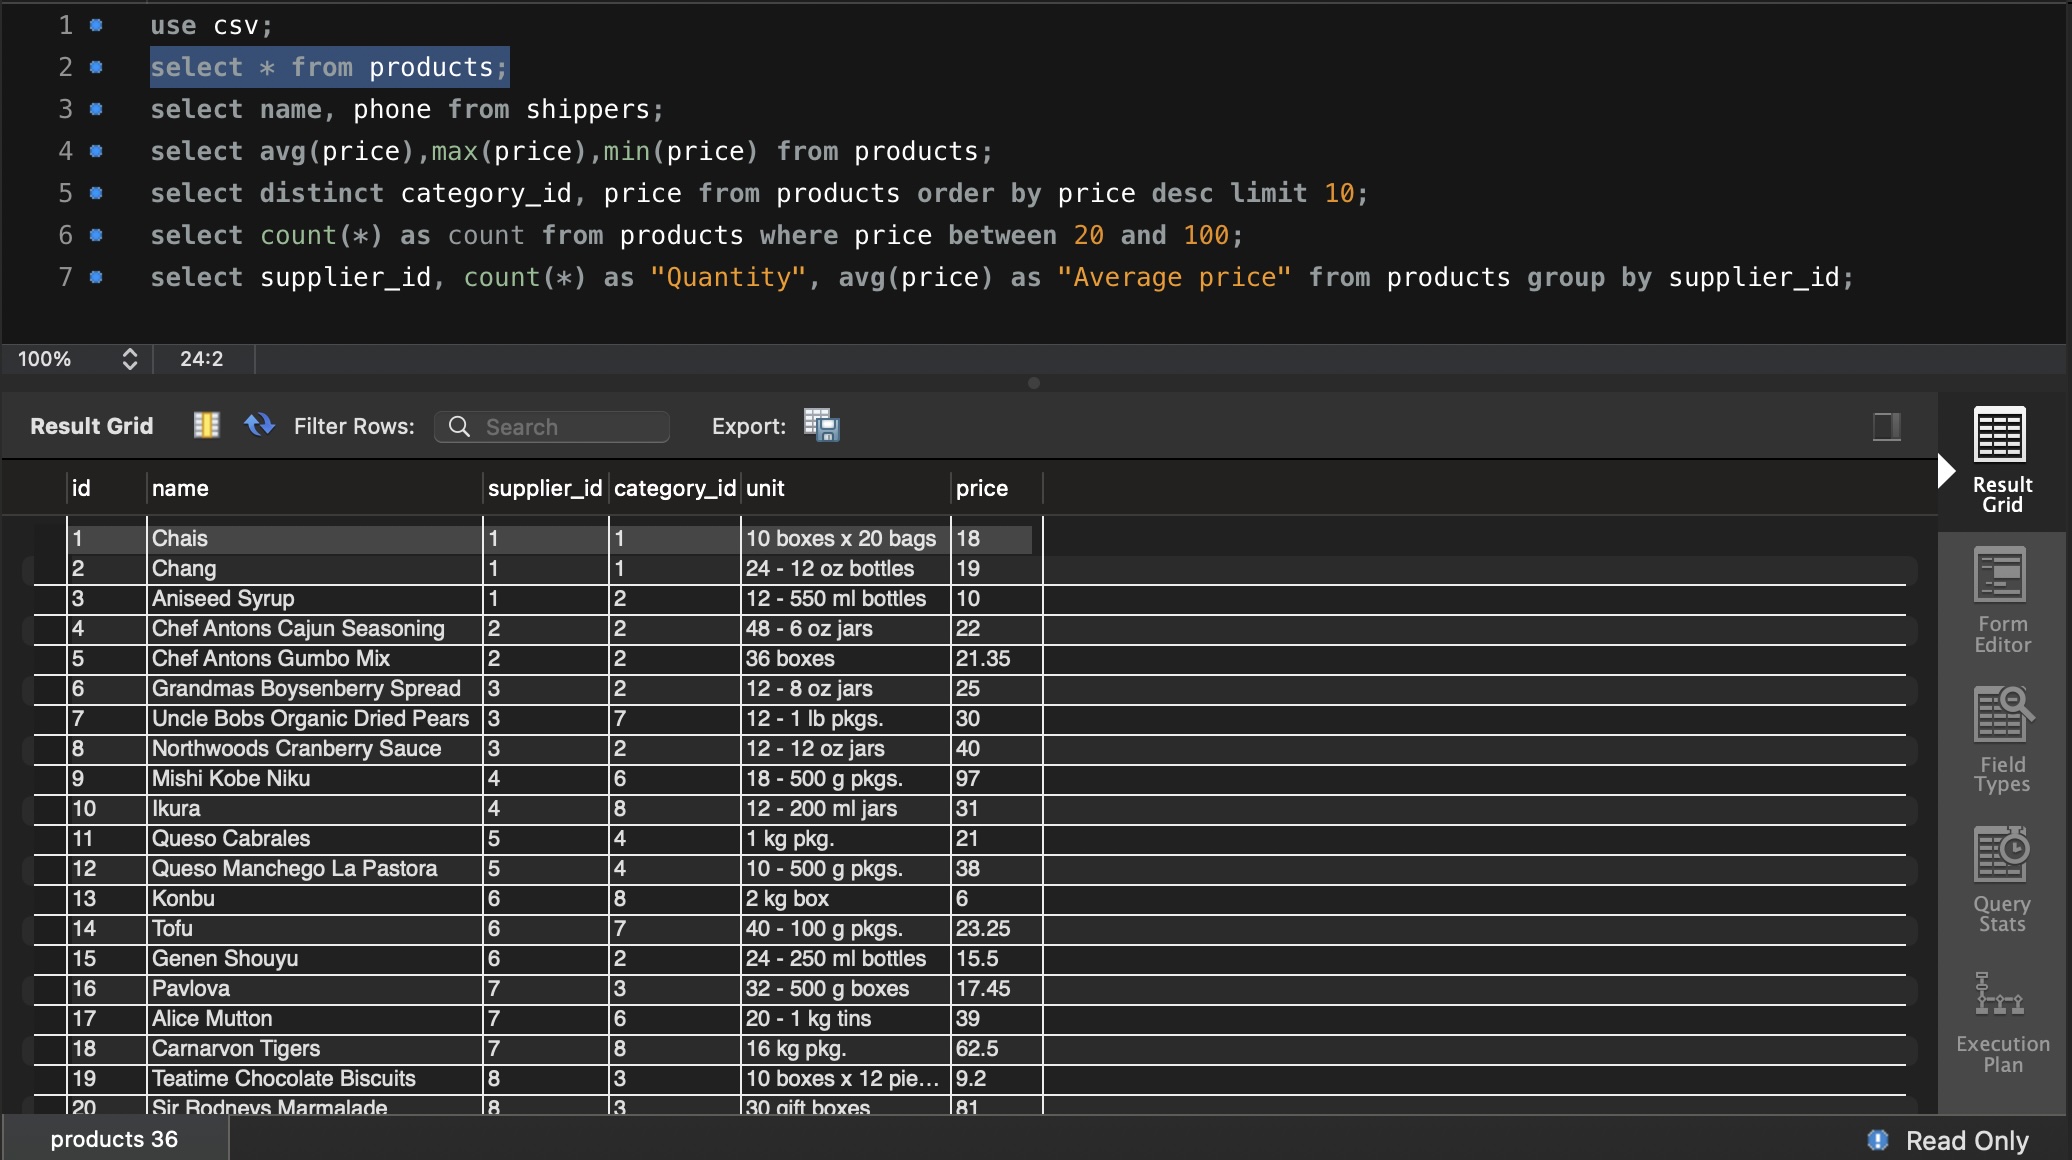 1 use csv;
2 select * from products;
3 select name, phone from shippers;
4 select avg(price),max(price),min(price) from products;
5 select distinct category_id, price from products order by price desc limit 10;
6 select count(*) as count from products where price between 20 and 100;
7 select supplier_id, count(*) as "Quantity", avg(price) as "Average price" from products group by supplier_id;
100% 24:2
Result Grid Filter Rows: Search Export:
id name supplier_id category_id unit price
1 Chais 1 1 10 boxes x 20 bags 18
2 Chang 1 1 24 - 12 oz bottles 19
3 Aniseed Syrup 1 2 12 - 550 ml bottles 10
4 Chef Antons Cajun Seasoning 2 2 48 - 6 oz jars 22
5 Chef Antons Gumbo Mix 2 2 36 boxes 21.35
6 Grandmas Boysenberry Spread 3 2 12 - 8 oz jars 25
7 Uncle Bobs Organic Dried Pears 3 7 12 - 1 lb pkgs. 30
8 Northwoods Cranberry Sauce 3 2 12 - 12 oz jars 40
9 Mishi Kobe Niku 4 6 18 - 500 g pkgs. 97
10 Ikura 4 8 12 - 200 ml jars 31
11 Queso Cabrales 5 4 1 kg pkg. 21
12 Queso Manchego La Pastora 5 4 10 - 500 g pkgs. 38
13 Konbu 6 8 2 kg box 6
14 Tofu 6 7 40 - 100 g pkgs. 23.25
15 Genen Shouyu 6 2 24 - 250 ml bottles 15.5
16 Pavlova 7 3 32 - 500 g boxes 17.45
17 Alice Mutton 7 6 20 - 1 kg tins 39
18 Carnarvon Tigers 7 8 16 kg pkg. 62.5
19 Teatime Chocolate Biscuits 8 3 10 boxes x 12 pie... 9.2
20 Sir Rodneys Marmalade 8 3 30 gift boxes 81
Result
Grid
Form
Editor
Field
Types
Query
Stats
Execution
Plan
products 36
Read Only